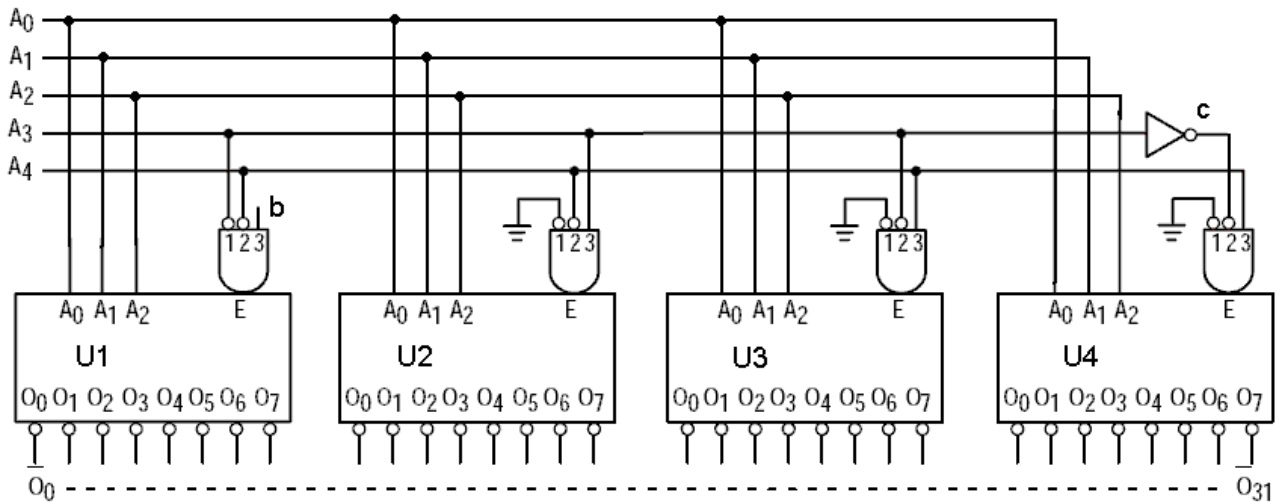 A0
A1
A2
A3
c
A4
b
1 2 3
1 2 3
1 2 3
1 2 3
A0 A1 A2 E
A0 A1 A2 E
A0 A1 A2 E
A0 A1 A2 E
U1
U2
U3
U4
O0 O1 O2 O3 O4 O5 O6 O7
O0 O1 O2 O3 O4 O5 O6 O7
O0 O1 O2 O3 O4 O5 O6 O7
O0 O1 O2 O3 O4 O5 O6 O7
O̅0
O̅31